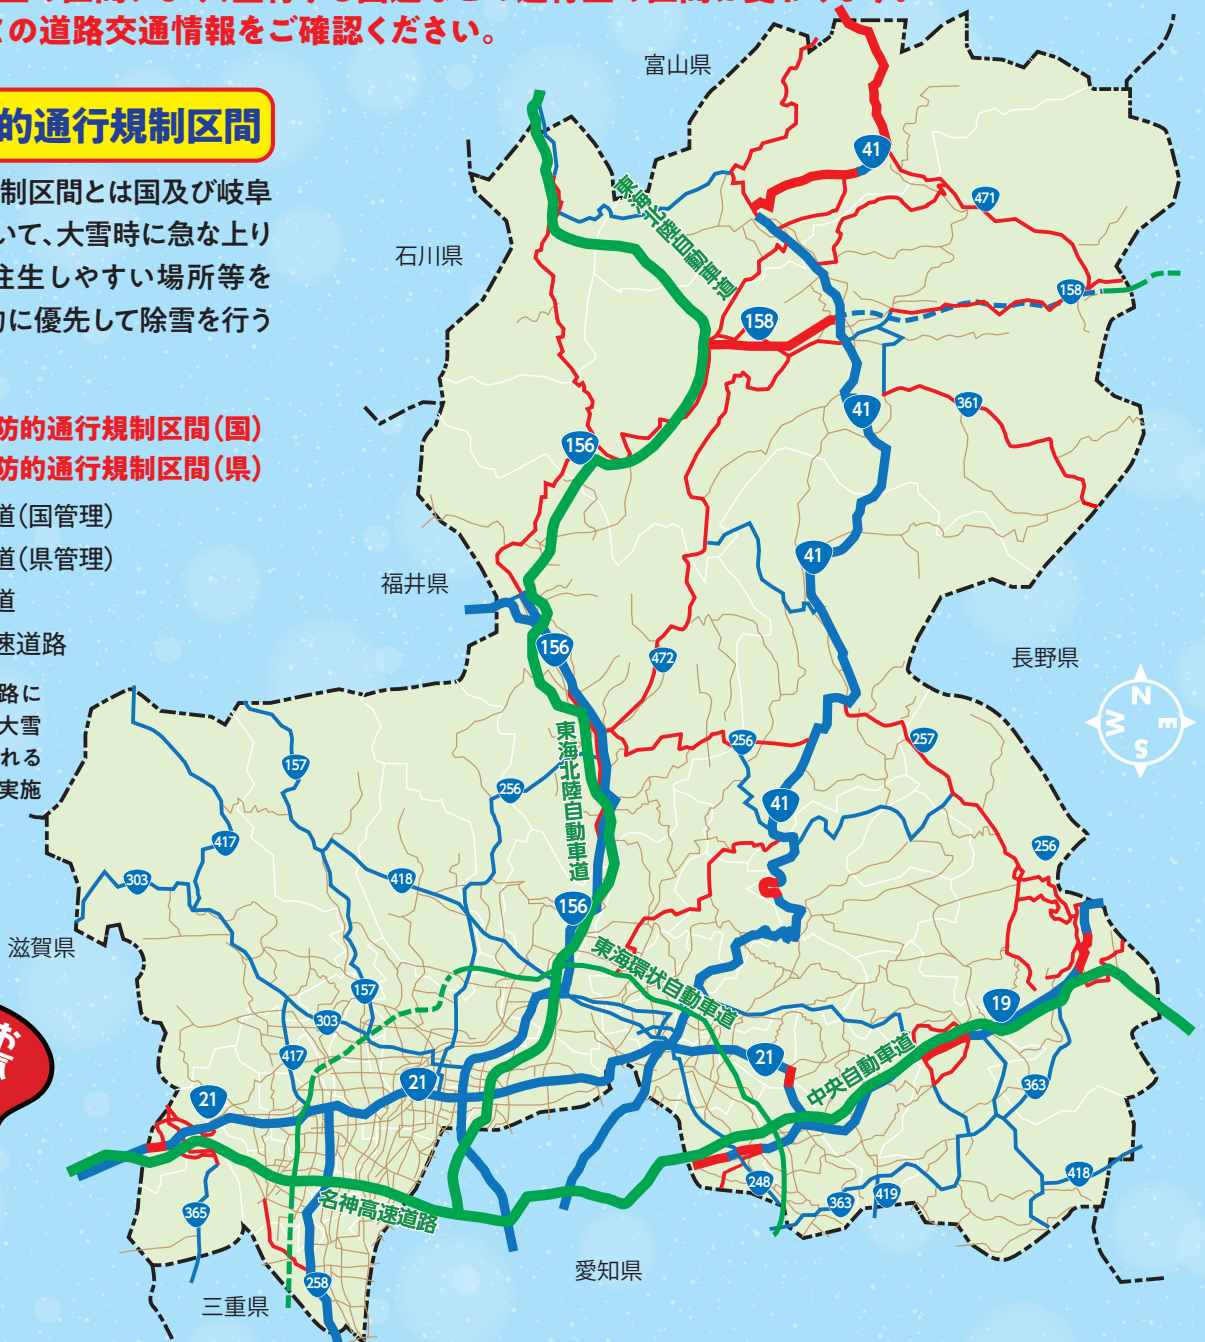 の道路交通情報をご確認ください。
的通行規制区間
制区間とは国及び岐阜
いて、大雪時に急な上り
往生しやすい場所等を
に優先して除雪を行う
防的通行規制区間(国)
防的通行規制区間(県)
道(国管理)
道(県管理)
道
速道路
路に
大雪
れる
実施
富山県
石川県
福井県
長野県
滋賀県
愛知県
三重県
東海北陸自動車道
東海北陸自動車道
東海環状自動車道
中央自動車道
名神高速道路
41
471
158
158
361
41
156
41
156
472
256
257
41
157
256
417
303
418
256
156
157
303
417
19
21
21
21
363
365
248
363
419
418
258
N
E
S
W
お